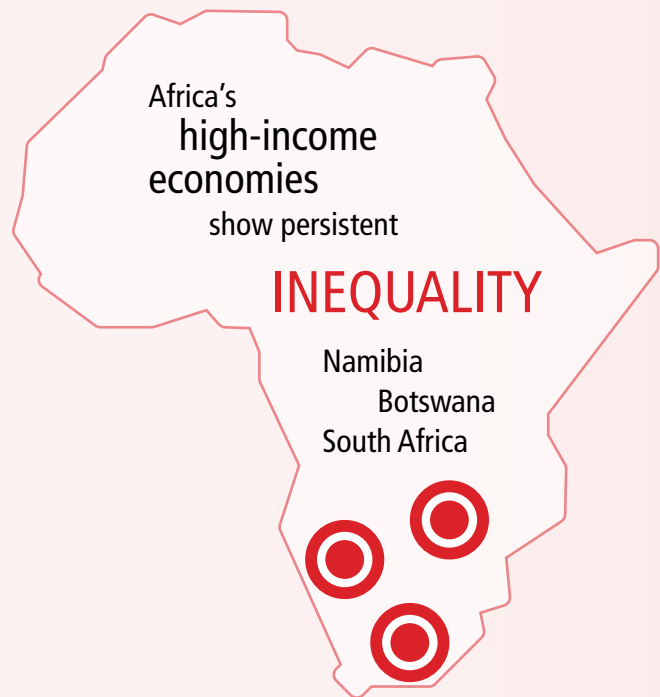 Africa's
high-income
economies
show persistent
INEQUALITY
Namibia
Botswana
South Africa